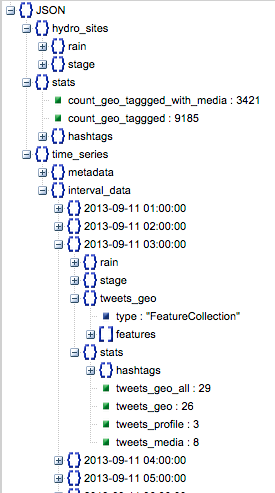 JSON
hydro_sites
rain
stage
stats
count_geo_taggged_with_media : 3421
count_geo_taggged : 9185
hashtags
time_series
metadata
interval_data
2013-09-11 01:00:00
2013-09-11 02:00:00
2013-09-11 03:00:00
rain
stage
tweets_geo
type : "FeatureCollection"
features
stats
hashtags
tweets_geo_all : 29
tweets_geo : 26
tweets_profile : 3
tweets_media : 8
2013-09-11 04:00:00
2013-09-11 05:00:00